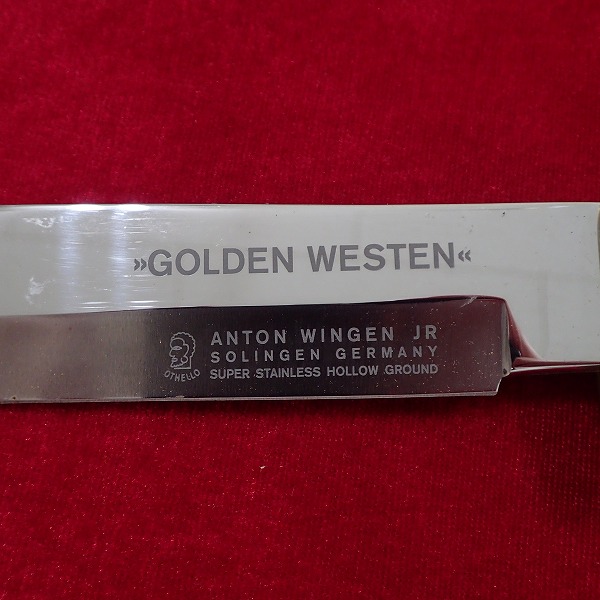 »GOLDEN WESTEN«
ANTON WINGEN JR
SOLINGEN GERMANY
SUPER STAINLESS HOLLOW GROUND
OTHELLO